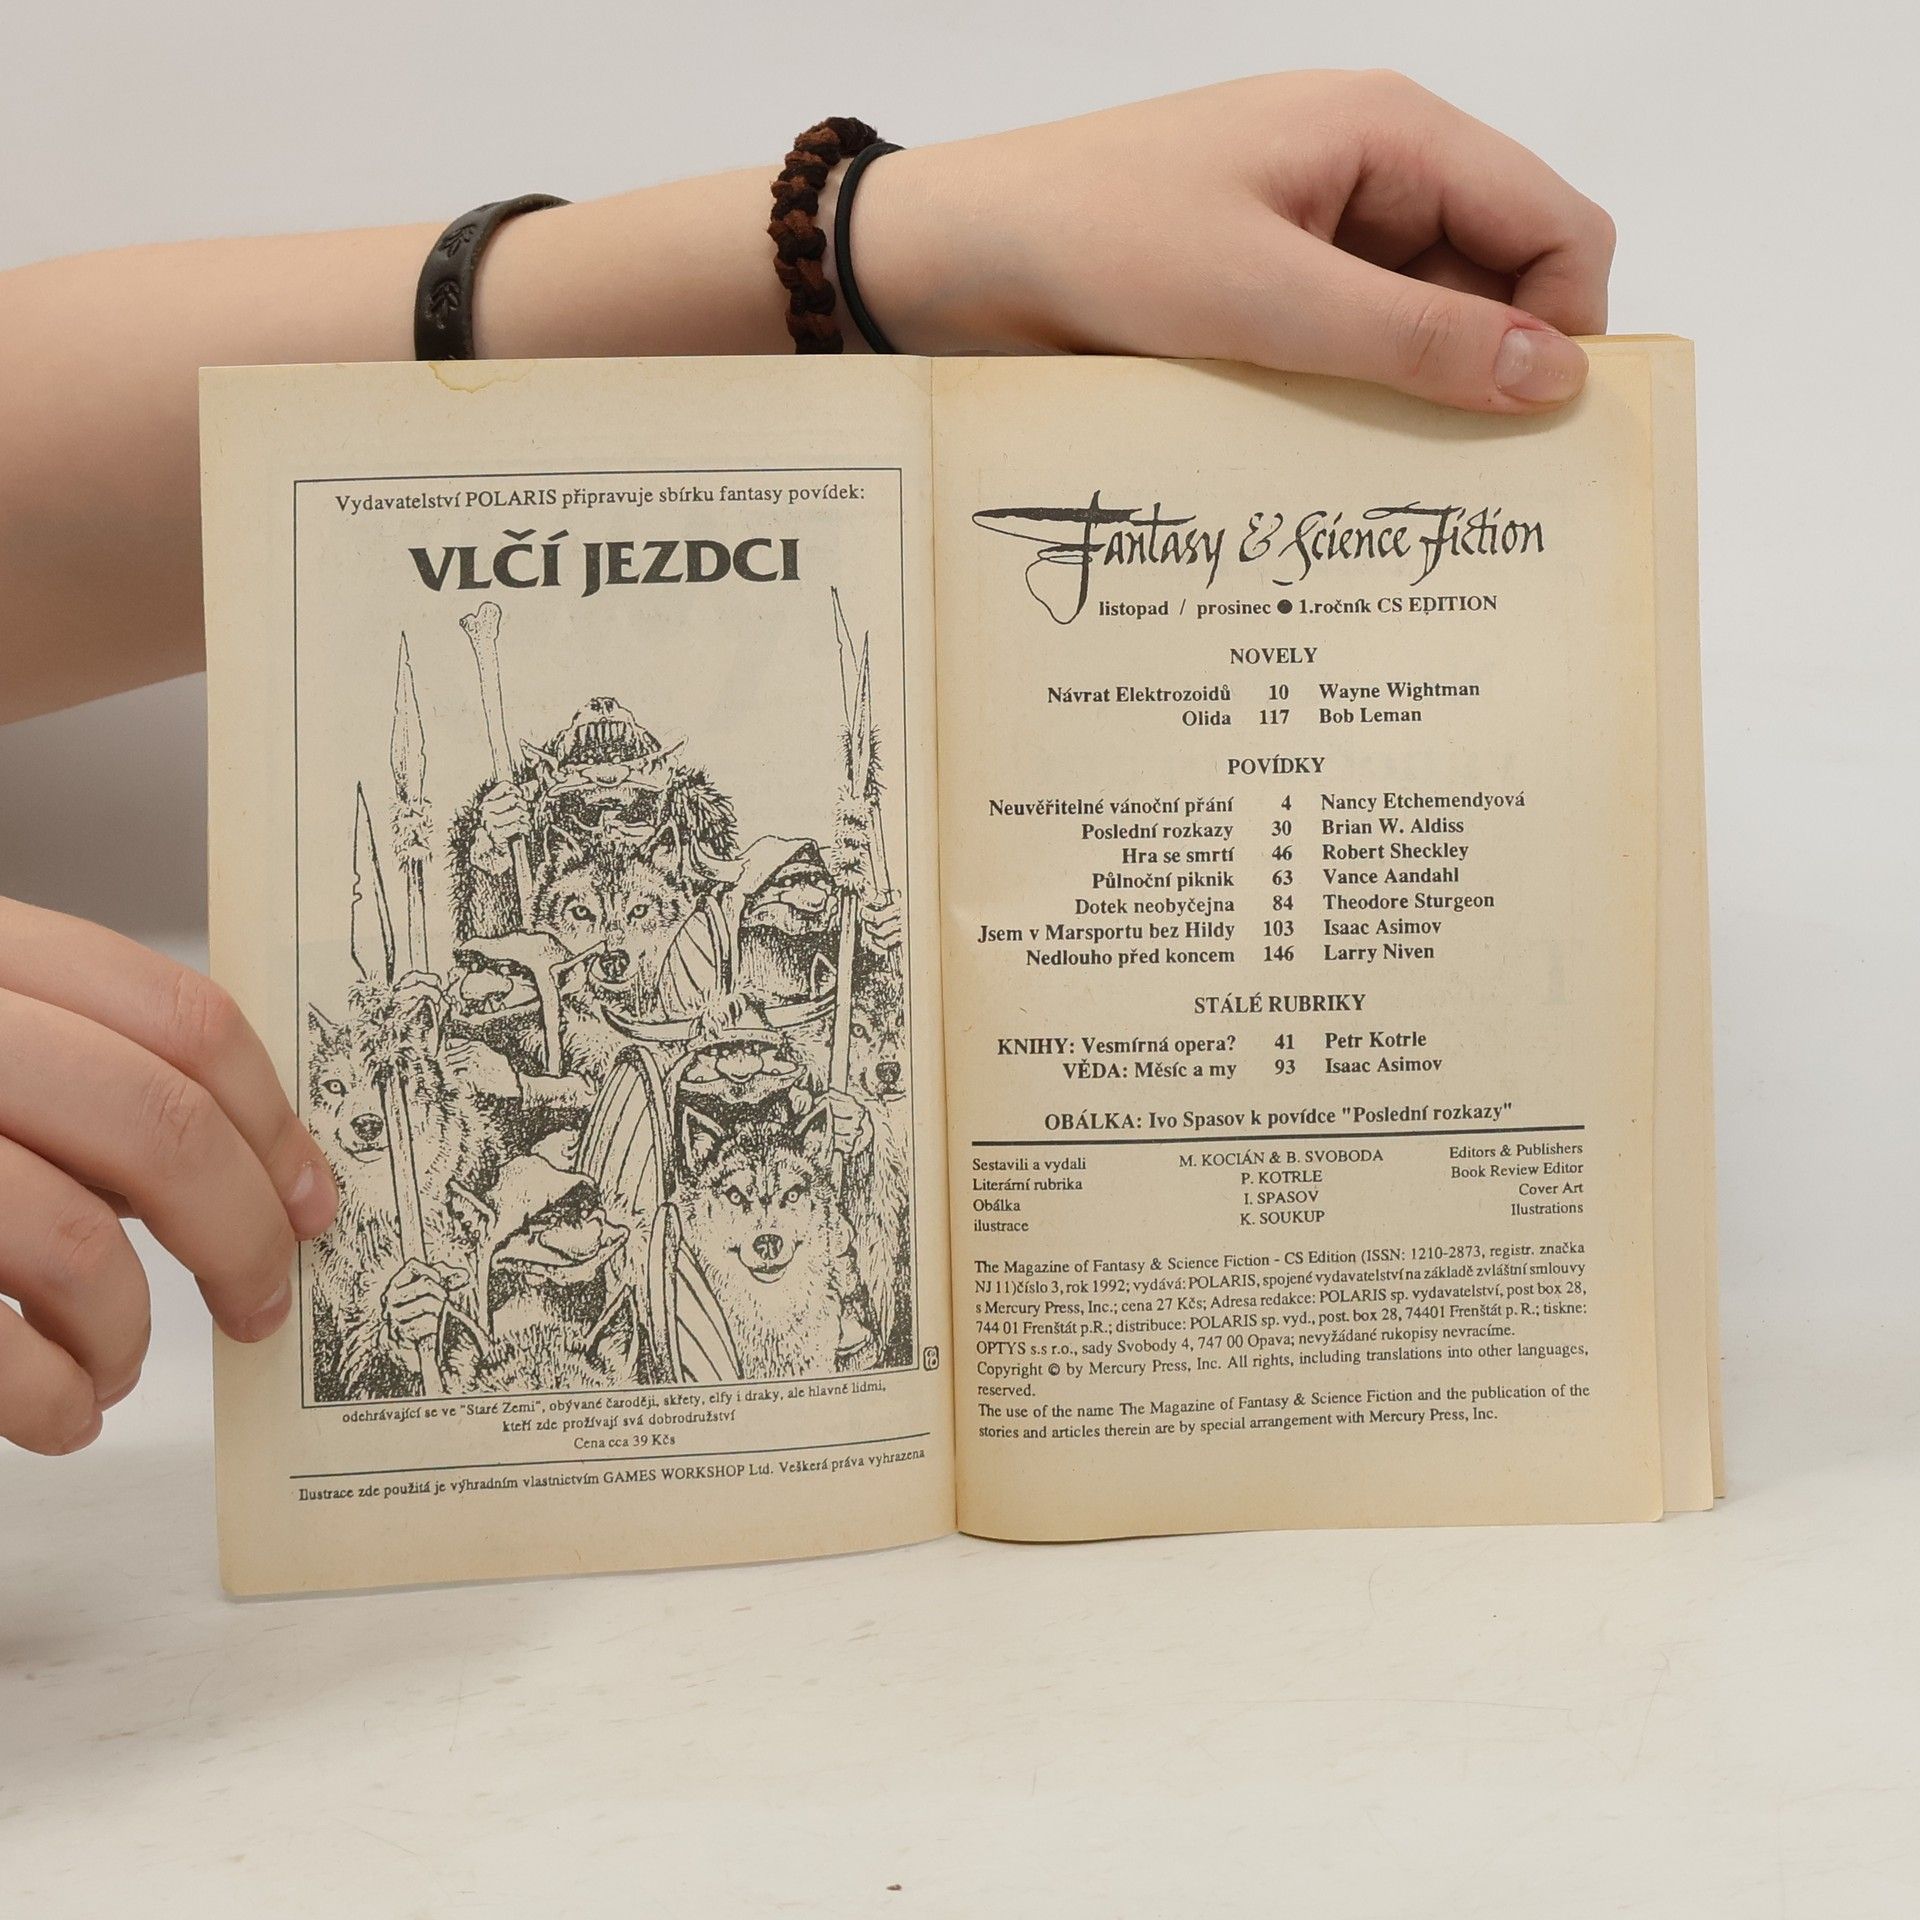 Vydavatelství POLARIS připravuje sbírku fantasy povídek:
VLČÍ JEZDCI
odehrávající se ve "Staré Zemi", obývané čaroději, skřety, elfy i draky, ale hlavně lidmi,
kteří zde prožívají svá dobrodružství
Cena cca 39 Kčs
Ilustrace zde použitá je výhradním vlastnictvím GAMES WORKSHOP Ltd. Veškerá práva vyhrazena
Fantasy & Science Fiction
listopad / prosinec ● 1.ročník CS EDITION
NOVELY
Návrat Elektrozoidů 10 Wayne Wightman
Olida 117 Bob Leman
POVÍDKY
Neuvěřitelné vánoční přání 4 Nancy Etchemendyová
Poslední rozkazy 30 Brian W. Aldiss
Hra se smrtí 46 Robert Sheckley
Půlnoční piknik 63 Vance Aandahl
Dotek neobyčejna 84 Theodore Sturgeon
Jsem v Marsportu bez Hildy 103 Isaac Asimov
Nedlouho před koncem 146 Larry Niven
STÁLÉ RUBRIKY
KNIHY: Vesmírná opera? 41 Petr Kotrle
VĚDA: Měsíc a my 93 Isaac Asimov
OBÁLKA: Ivo Spasov k povídce "Poslední rozkazy"
Sestavili a vydali M. KOCIÁN & B. SVOBODA Editors & Publishers
Literární rubrika P. KOTRLE Book Review Editor
Obálka I. SPASOV Cover Art
ilustrace K. SOUKUP Ilustrations
The Magazine of Fantasy & Science Fiction - CS Edition (ISSN: 1210-2873, registr. značka
NJ 11)číslo 3, rok 1992; vydává: POLARIS, spojené vydavatelství na základě zvláštní smlouvy
s Mercury Press, Inc.; cena 27 Kčs; Adresa redakce: POLARIS sp. vydavatelství, post box 28,
744 01 Frenštát p.R.; distribuce: POLARIS sp. vyd., post. box 28, 74401 Frenštát p. R.; tiskne:
OPTYS s.s r.o., sady Svobody 4, 747 00 Opava; nevyžádané rukopisy nevracíme.
Copyright © by Mercury Press, Inc. All rights, including translations into other languages,
reserved.
The use of the name The Magazine of Fantasy & Science Fiction and the publication of the
stories and articles therein are by special arrangement with Mercury Press, Inc.